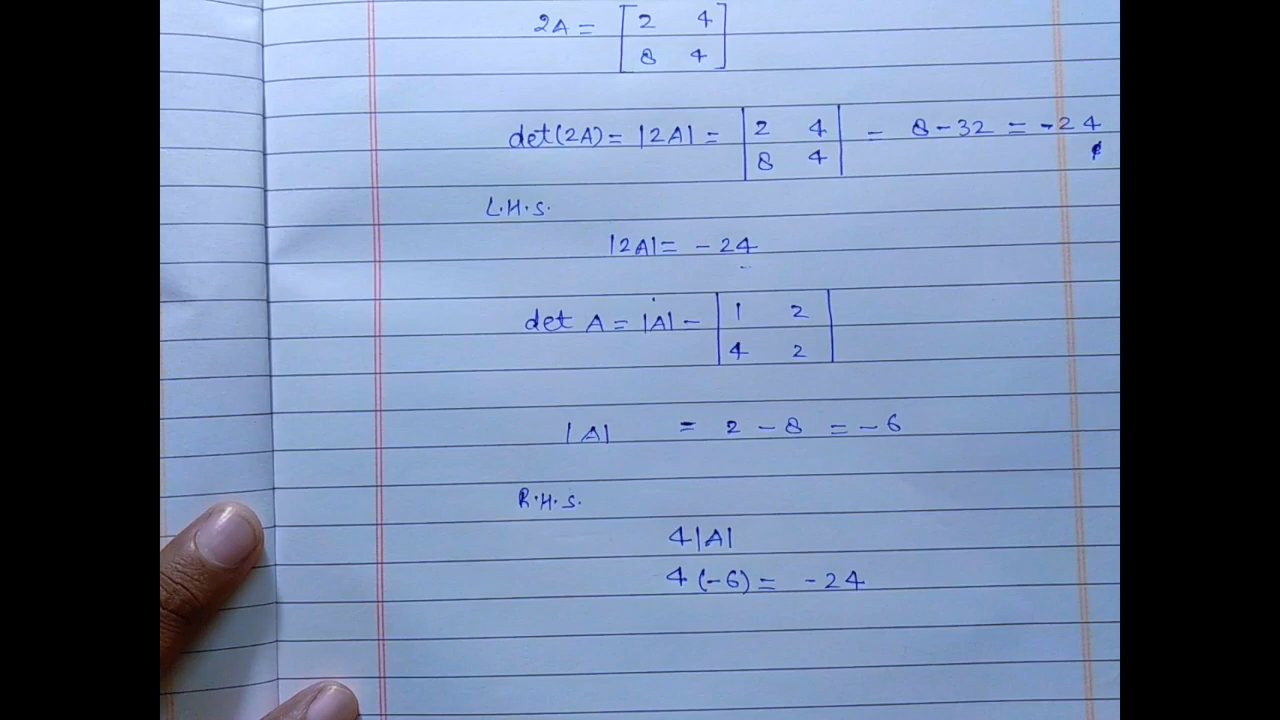 2A = [2 4
8 4]
det(2A) = |2A| = |2 4| - 8 - 32 = -24
|8 4|
L.H.S.
|2A| = - 24
det A = |A| - |1 2|
|4 2|
|A| = 2 - 8 = - 6
R.H.S.
4|A|
4(-6) = - 24